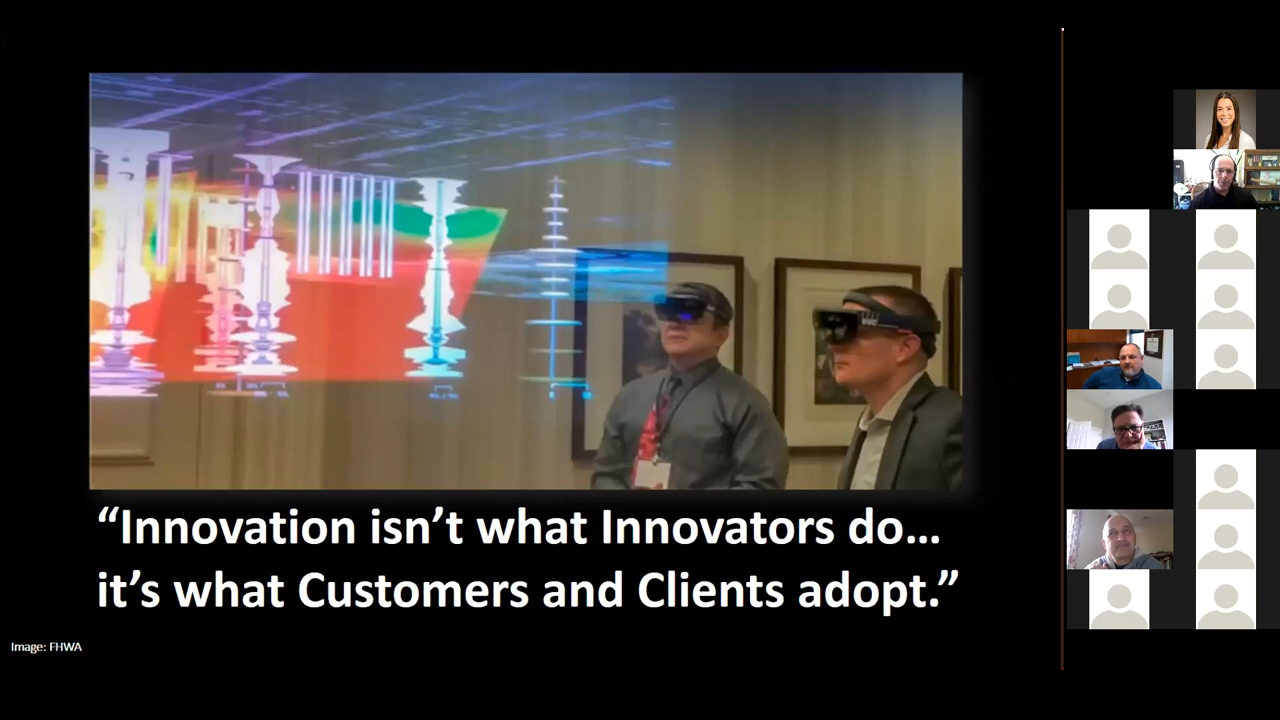 “Innovation isn’t what Innovators do...
it’s what Customers and Clients adopt.”
Image: FHWA